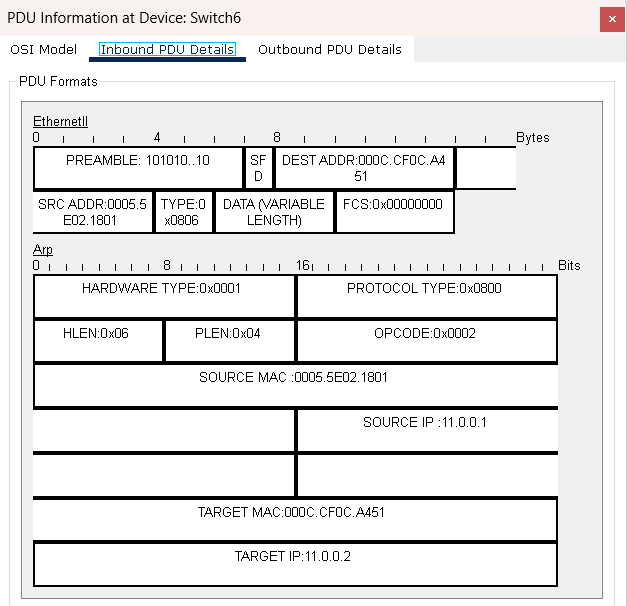 PDU Information at Device: Switch6
×
OSI Model Inbound PDU Details Outbound PDU Details
PDU Formats
EthernetII
0 4 8 Bytes
PREAMBLE: 101010..10
SF
D
DEST ADDR:000C.CF0C.A4
51
SRC ADDR:0005.5
E02.1801
TYPE:0
x0806
DATA (VARIABLE
LENGTH)
FCS:0x00000000
Arp
0 8 16 Bits
HARDWARE TYPE:0x0001 PROTOCOL TYPE:0x0800
HLEN:0x06 PLEN:0x04 OPCODE:0x0002
SOURCE MAC :0005.5E02.1801
SOURCE IP :11.0.0.1
TARGET MAC:000C.CF0C.A451
TARGET IP:11.0.0.2